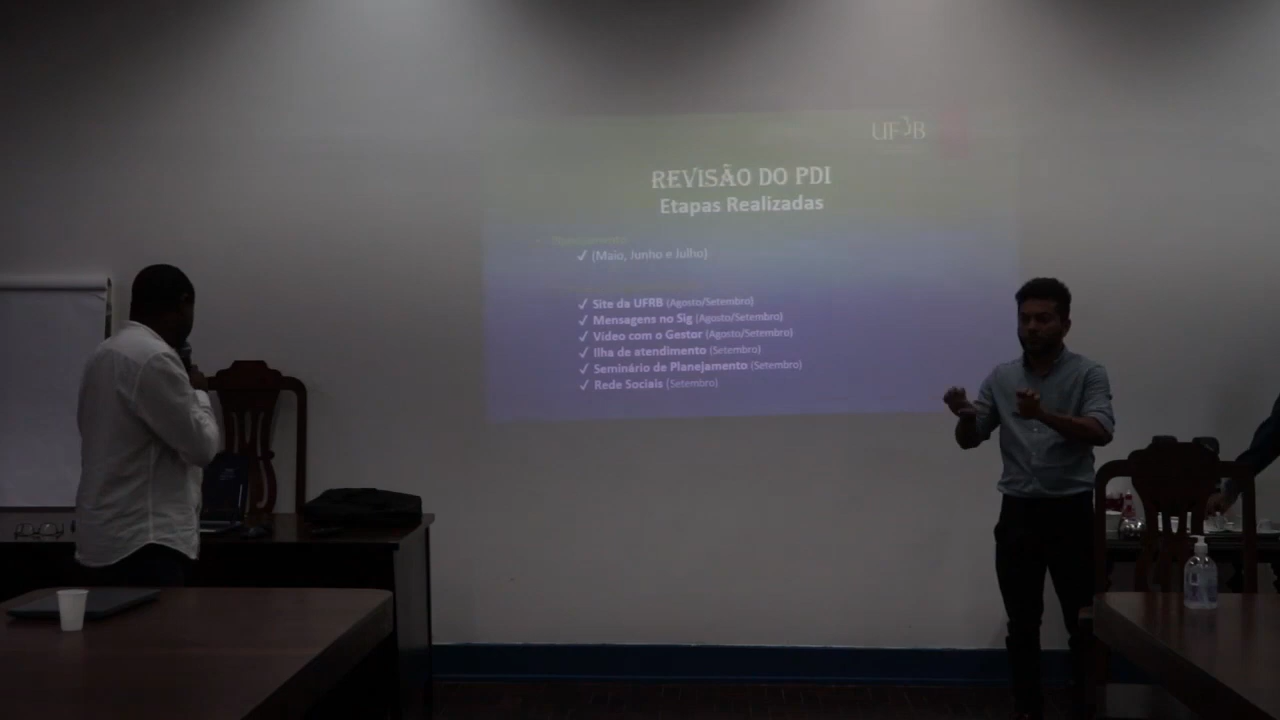 UFRB
REVISÃO DO PDI
Etapas Realizadas
✓ (Maio, Junho e Julho)
✓ Site da UFRB (Agosto/Setembro)
✓ Mensagens no Sig (Agosto/Setembro)
✓ Vídeo com o Gestor (Agosto/Setembro)
✓ Ilha de atendimento (Setembro)
✓ Seminário de Planejamento (Setembro)
✓ Rede Sociais (Setembro)